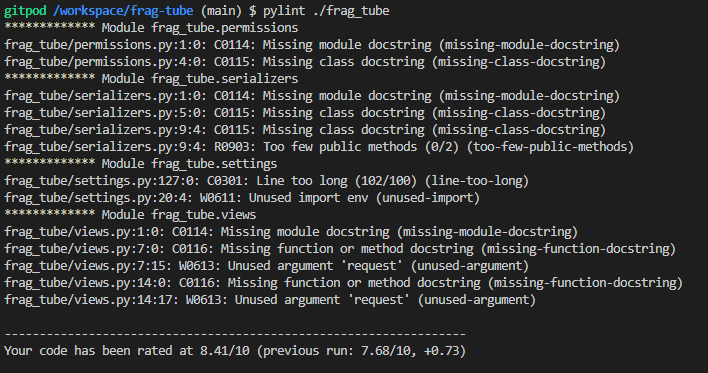 gitpod /workspace/frag-tube (main) $ pylint ./frag_tube
************* Module frag_tube.permissions
frag_tube/permissions.py:1:0: C0114: Missing module docstring (missing-module-docstring)
frag_tube/permissions.py:4:0: C0115: Missing class docstring (missing-class-docstring)
************* Module frag_tube.serializers
frag_tube/serializers.py:1:0: C0114: Missing module docstring (missing-module-docstring)
frag_tube/serializers.py:5:0: C0115: Missing class docstring (missing-class-docstring)
frag_tube/serializers.py:9:4: C0115: Missing class docstring (missing-class-docstring)
frag_tube/serializers.py:9:4: R0903: Too few public methods (0/2) (too-few-public-methods)
************* Module frag_tube.settings
frag_tube/settings.py:127:0: C0301: Line too long (102/100) (line-too-long)
frag_tube/settings.py:20:4: W0611: Unused import env (unused-import)
************* Module frag_tube.views
frag_tube/views.py:1:0: C0114: Missing module docstring (missing-module-docstring)
frag_tube/views.py:7:0: C0116: Missing function or method docstring (missing-function-docstring)
frag_tube/views.py:7:15: W0613: Unused argument 'request' (unused-argument)
frag_tube/views.py:14:0: C0116: Missing function or method docstring (missing-function-docstring)
frag_tube/views.py:14:17: W0613: Unused argument 'request' (unused-argument)
------------------------------------------------------------------
Your code has been rated at 8.41/10 (previous run: 7.68/10, +0.73)